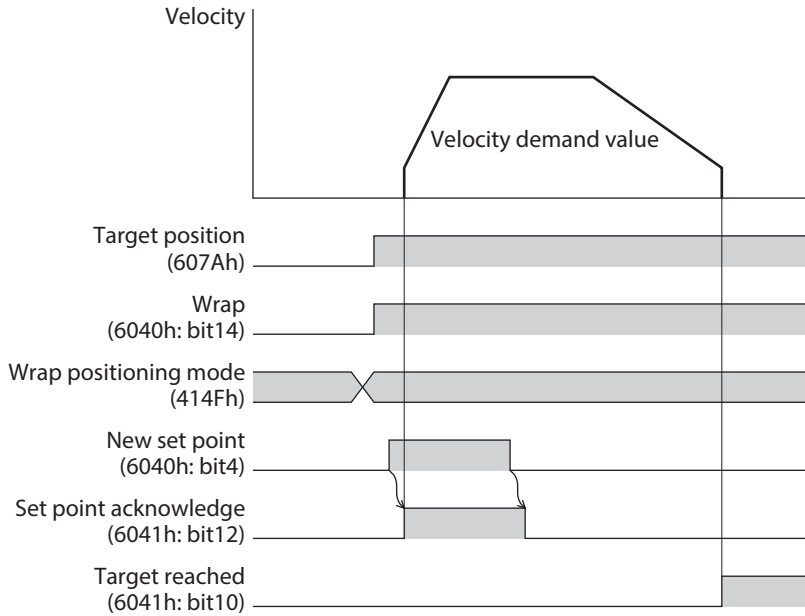 Velocity
Velocity demand value
Target position
(607Ah)
Wrap
(6040h: bit14)
Wrap positioning mode
(414Fh)
New set point
(6040h: bit4)
Set point acknowledge
(6041h: bit12)
Target reached
(6041h: bit10)